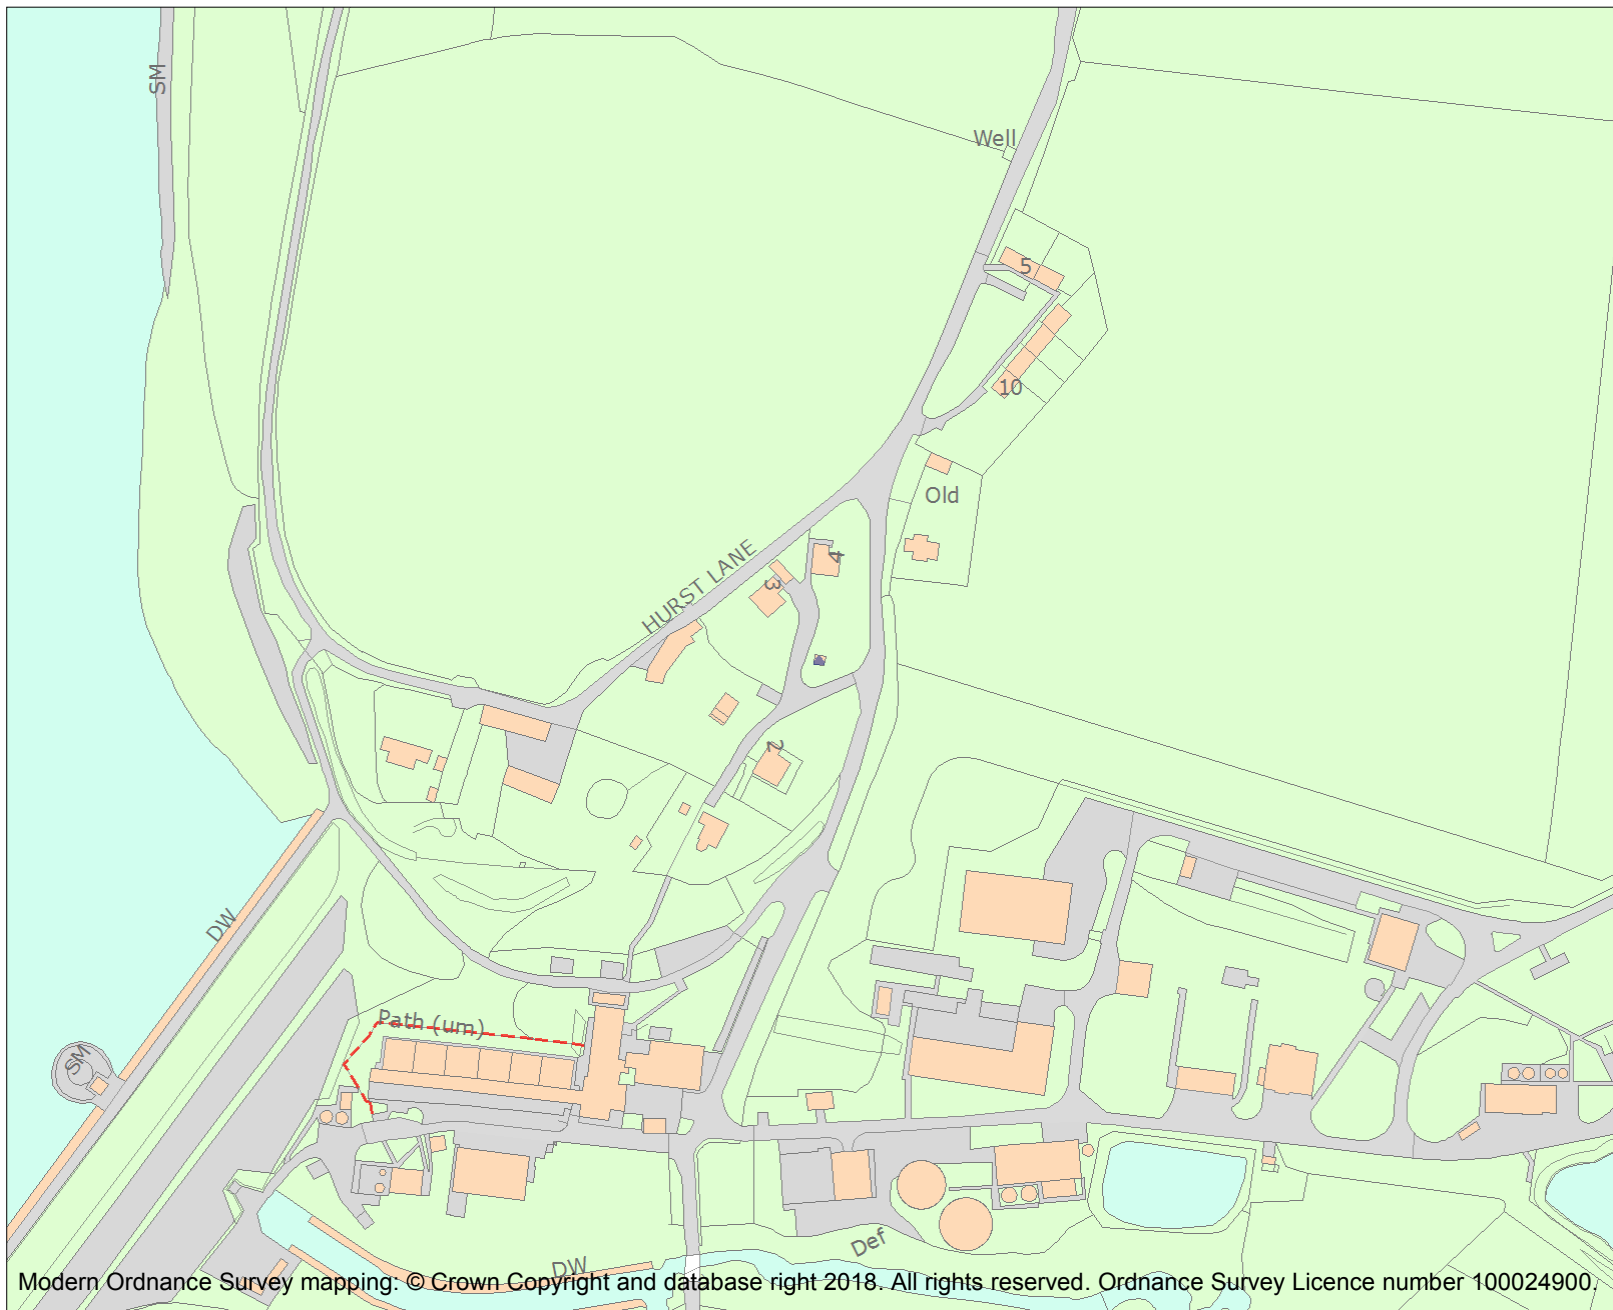 SM
Well
5
10
Old
HURST LANE
4
3
2
DW
Path (um)
SM
Def
DW
Modern Ordnance Survey mapping: © Crown Copyright and database right 2018. All rights reserved. Ordnance Survey Licence number 100024900.